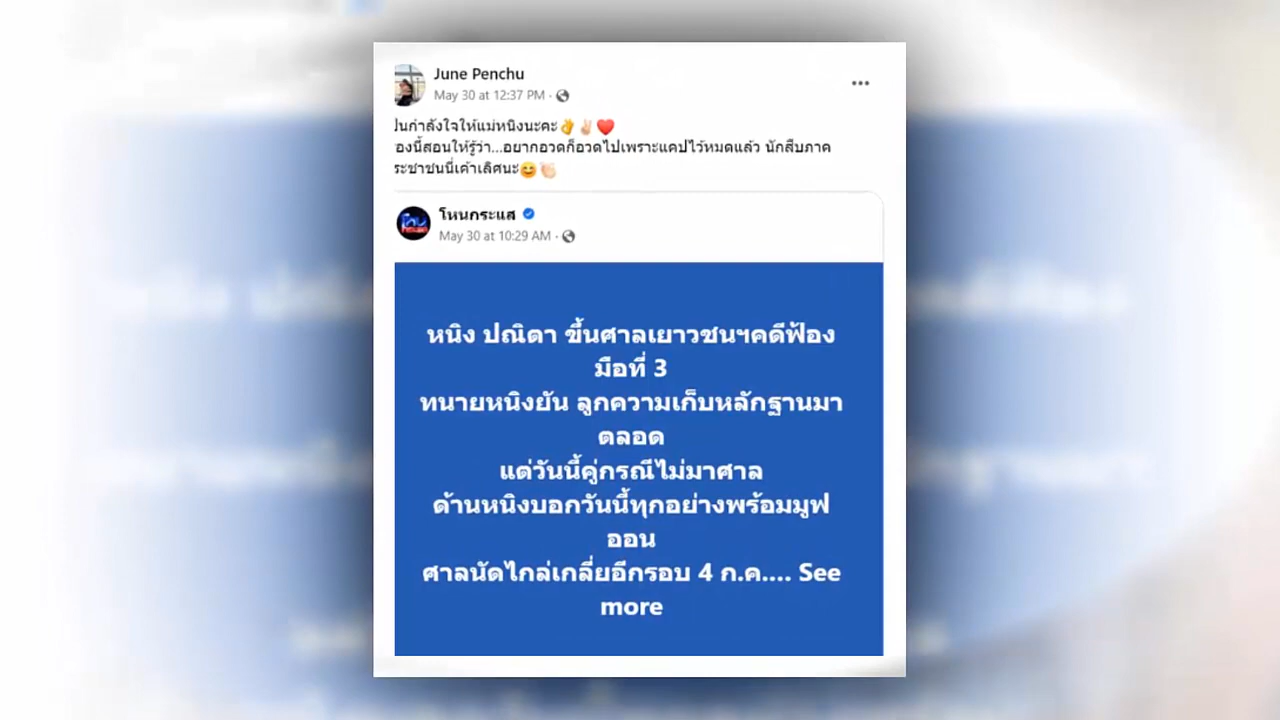 June Penchu
May 30 at 12:37 PM
ป็นกำลังใจให้แม่หนิงนะคะ👌✌🏻❤️
องนี้สอนให้รู้ว่า...อยากอวดก็อวดไปเพราะแคปไว้หมดแล้ว นักสืบภาค
ระชาชนนี่เค้าเลิศนะ😊👏🏻
โหนกระแส
May 30 at 10:29 AM
หนิง ปณิตา ขึ้นศาลเยาวชนฯคดีฟ้อง
มือที่ 3
ทนายหนิงยัน ลูกความเก็บหลักฐานมา
ตลอด
แต่วันนี้คู่กรณีไม่มาศาล
ด้านหนิงบอกวันนี้ทุกอย่างพร้อมมูฟ
ออน
ศาลนัดไกล่เกลี่ยอีกรอบ 4 ก.ค.... See
more